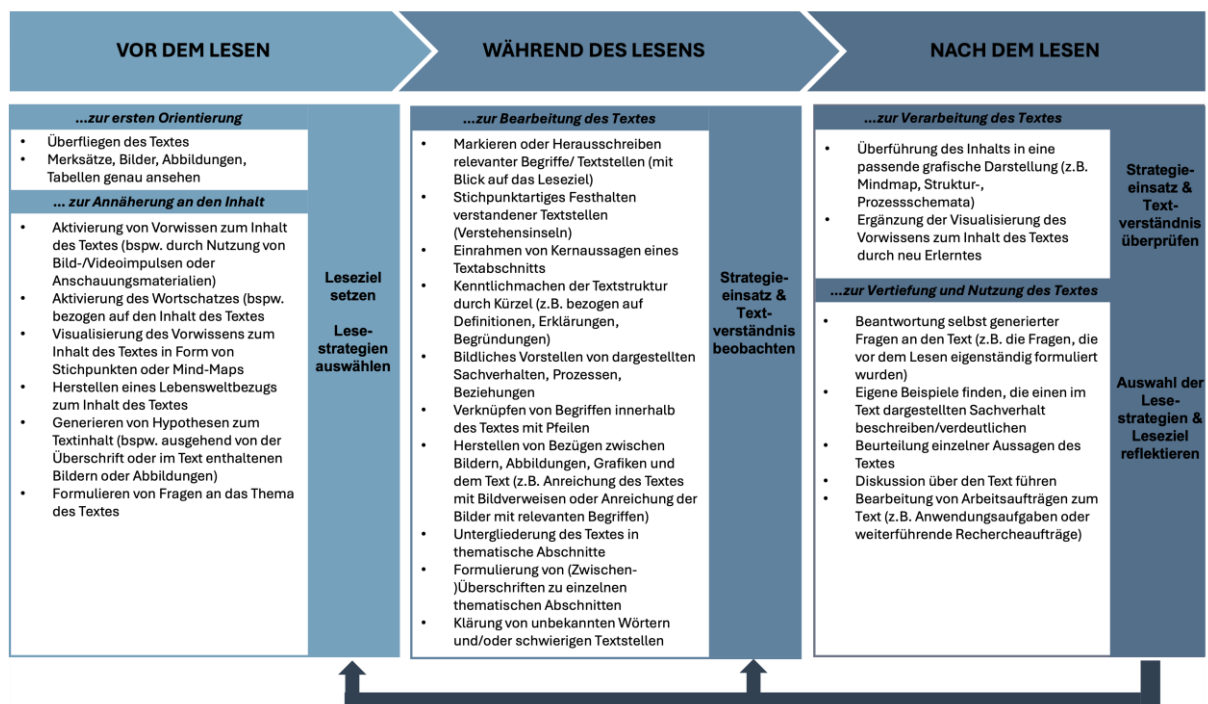 VOR DEM LESEN
WÄHREND DES LESENS
NACH DEM LESEN
...zur ersten Orientierung
• Überfliegen des Textes
• Merksätze, Bilder, Abbildungen,
Tabellen genau ansehen
... zur Annäherung an den Inhalt
• Aktivierung von Vorwissen zum Inhalt
des Textes (bspw. durch Nutzung von
Bild-/Videoimpulsen oder
Anschauungsmaterialien)
• Aktivierung des Wortschatzes (bspw.
bezogen auf den Inhalt des Textes
• Visualisierung des Vorwissens zum
Inhalt des Textes in Form von
Stichpunkten oder Mind-Maps
• Herstellen eines Lebensweltbezugs
zum Inhalt des Textes
• Generieren von Hypothesen zum
Textinhalt (bspw. ausgehend von der
Überschrift oder im Text enthaltenen
Bildern oder Abbildungen)
• Formulieren von Fragen an das Thema
des Textes
Leseziel
setzen
Lese-
strategien
auswählen
...zur Bearbeitung des Textes
• Markieren oder Herausschreiben
relevanter Begriffe/ Textstellen (mit
Blick auf das Leseziel)
• Stichpunktartiges Festhalten
verstandener Textstellen
(Verstehensinseln)
• Einrahmen von Kernaussagen eines
Textabschnitts
• Kenntlichmachen der Textstruktur
durch Kürzel (z.B. bezogen auf
Definitionen, Erklärungen,
Begründungen)
• Bildliches Vorstellen von dargestellten
Sachverhalten, Prozessen,
Beziehungen
• Verknüpfen von Begriffen innerhalb
des Textes mit Pfeilen
• Herstellen von Bezügen zwischen
Bildern, Abbildungen, Grafiken und
dem Text (z.B. Anreichung des Textes
mit Bildverweisen oder Anreichung der
Bilder mit relevanten Begriffen)
• Untergliederung des Textes in
thematische Abschnitte
• Formulierung von (Zwischen-
)Überschriften zu einzelnen
thematischen Abschnitten
• Klärung von unbekannten Wörtern
und/oder schwierigen Textstellen
Strategie-
einsatz &
Text-
verständnis
beobachten
...zur Verarbeitung des Textes
• Überführung des Inhalts in eine
passende grafische Darstellung (z.B.
Mindmap, Struktur-,
Prozessschemata)
• Ergänzung der Visualisierung des
Vorwissens zum Inhalt des Textes
durch neu Erlerntes
...zur Vertiefung und Nutzung des Textes
• Beantwortung selbst generierter
Fragen an den Text (z.B. die Fragen, die
vor dem Lesen eigenständig formuliert
wurden)
• Eigene Beispiele finden, die einen im
Text dargestellten Sachverhalt
beschreiben/verdeutlichen
• Beurteilung einzelner Aussagen des
Textes
• Diskussion über den Text führen
• Bearbeitung von Arbeitsaufträgen zum
Text (z.B. Anwendungsaufgaben oder
weiterführende Rechercheaufträge)
Strategie-
einsatz &
Text-
verständnis
überprüfen
Auswahl der
Lese-
strategien &
Leseziel
reflektieren